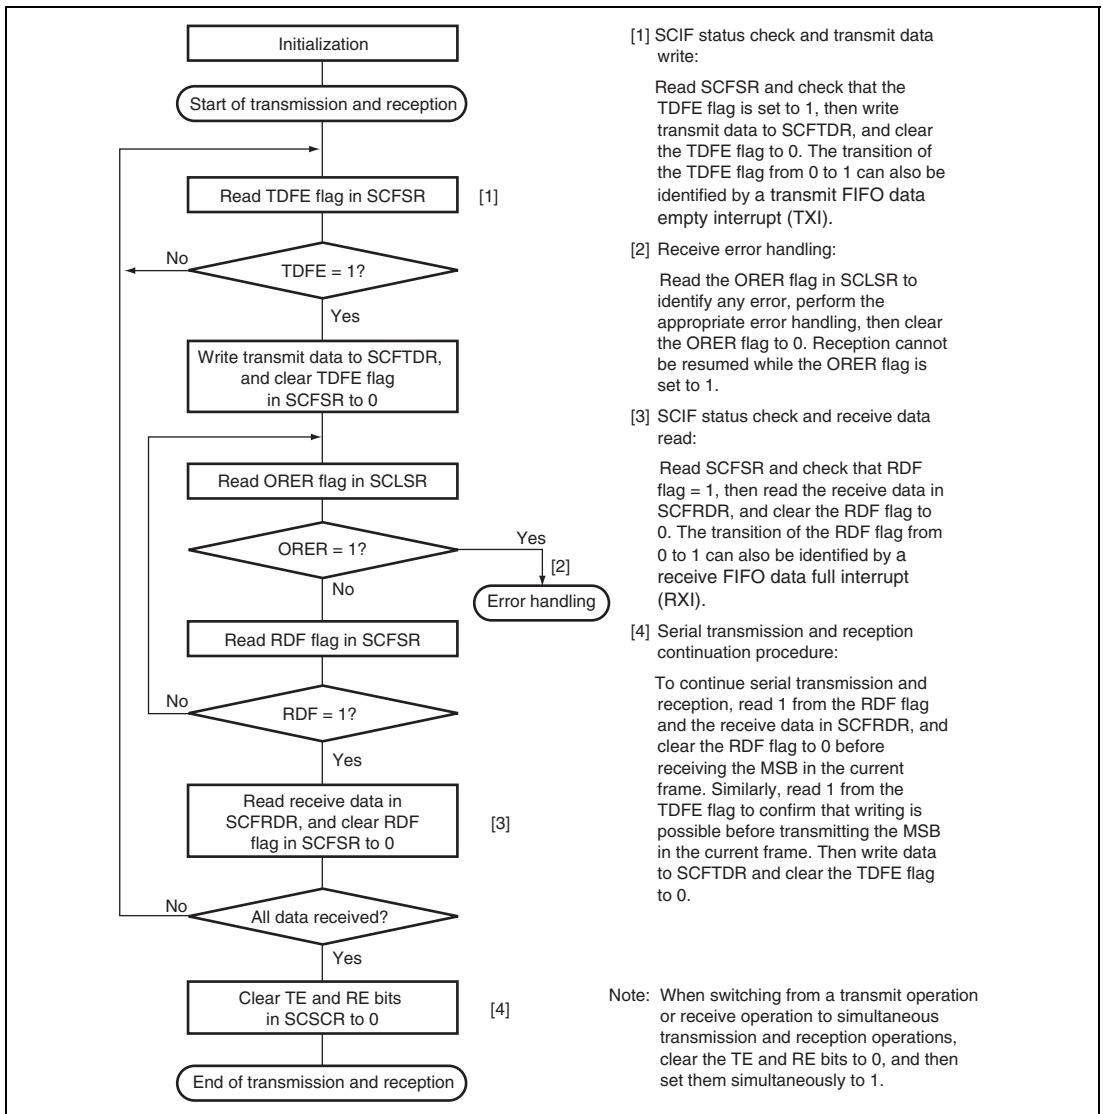 Initialization
Start of transmission and reception
Read TDFE flag in SCFSR
[1]
No
TDFE = 1?
Yes
Write transmit data to SCFTDR,
and clear TDFE flag
in SCFSR to 0
Read ORER flag in SCLSR
ORER = 1?
Yes
[2]
Error handling
No
Read RDF flag in SCFSR
No
RDF = 1?
Yes
Read receive data in
SCFRDR, and clear RDF
flag in SCFSR to 0
[3]
No
All data received?
Yes
Clear TE and RE bits
in SCSCR to 0
[4]
End of transmission and reception
[1] SCIF status check and transmit data
write:
Read SCFSR and check that the
TDFE flag is set to 1, then write
transmit data to SCFTDR, and clear
the TDFE flag to 0. The transition of
the TDFE flag from 0 to 1 can also be
identified by a transmit FIFO data
empty interrupt (TXI).
[2] Receive error handling:
Read the ORER flag in SCLSR to
identify any error, perform the
appropriate error handling, then clear
the ORER flag to 0. Reception cannot
be resumed while the ORER flag is
set to 1.
[3] SCIF status check and receive data
read:
Read SCFSR and check that RDF
flag = 1, then read the receive data in
SCFRDR, and clear the RDF flag to
0. The transition of the RDF flag from
0 to 1 can also be identified by a
receive FIFO data full interrupt
(RXI).
[4] Serial transmission and reception
continuation procedure:
To continue serial transmission and
reception, read 1 from the RDF flag
and the receive data in SCFRDR, and
clear the RDF flag to 0 before
receiving the MSB in the current
frame. Similarly, read 1 from the
TDFE flag to confirm that writing is
possible before transmitting the MSB
in the current frame. Then write data
to SCFTDR and clear the TDFE flag
to 0.
Note: When switching from a transmit operation
or receive operation to simultaneous
transmission and reception operations,
clear the TE and RE bits to 0, and then
set them simultaneously to 1.